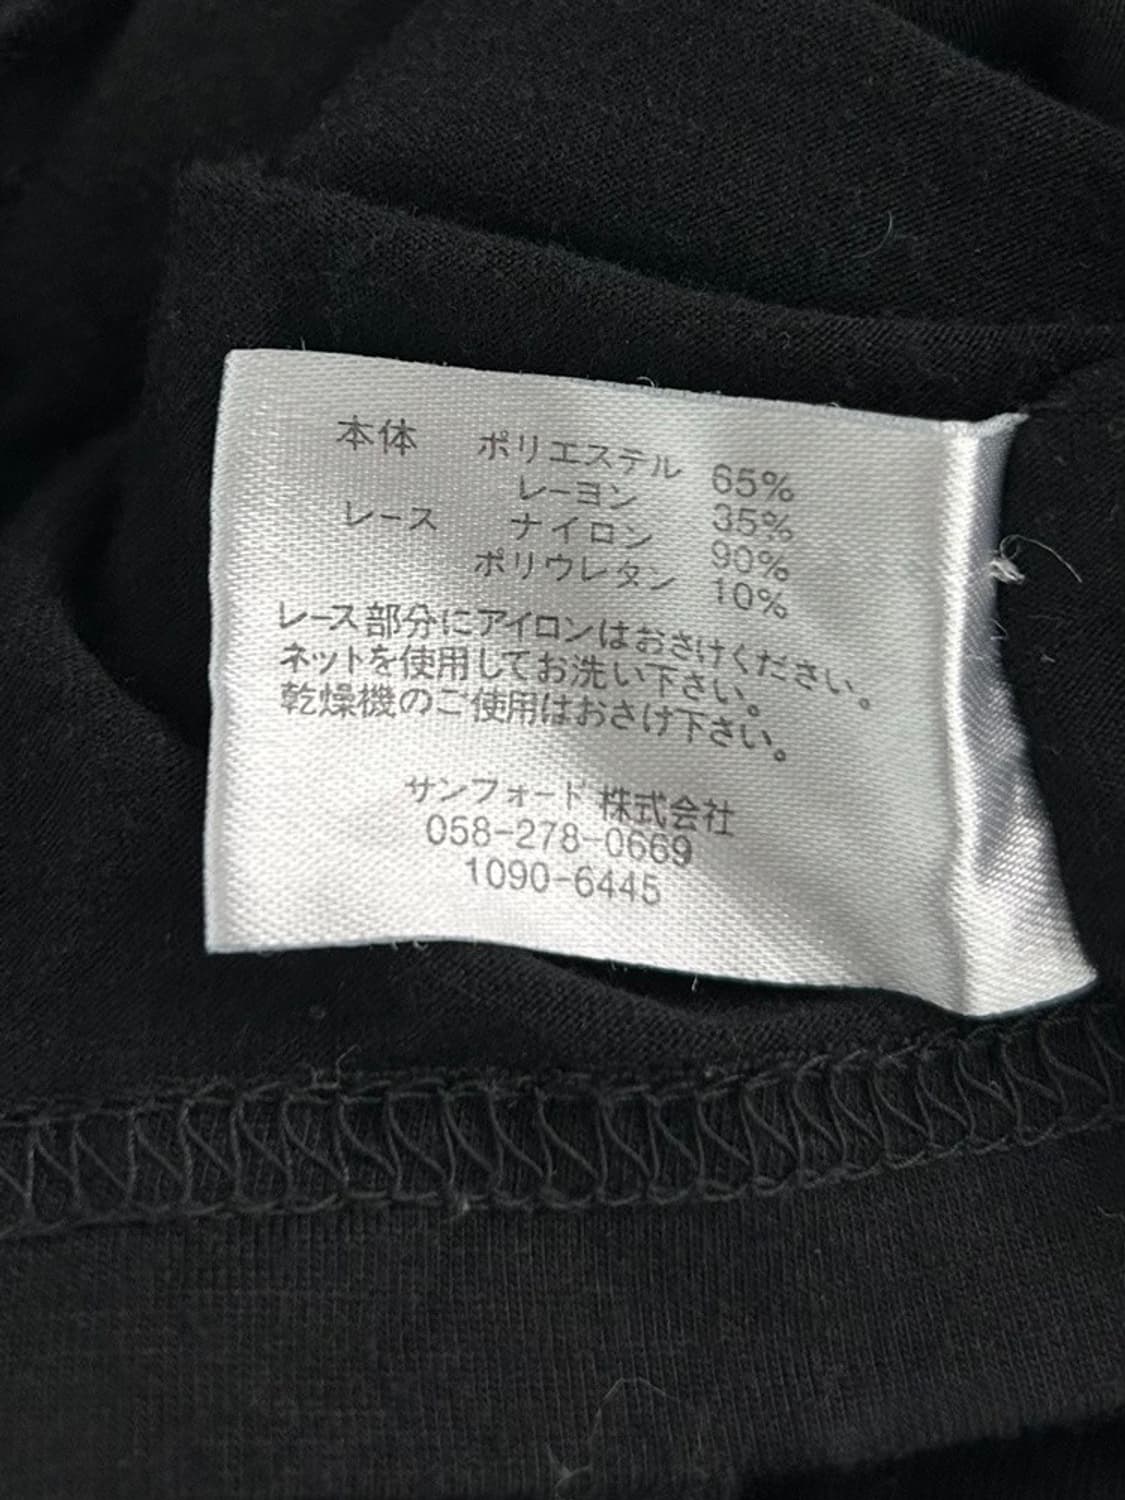 本体 ポリエステル 65%
レーヨン 35%
レース ナイロン 90%
ポリウレタン 10%
レース部分にアイロンはおさけください。
ネットを使用してお洗い下さい。
乾燥機のご使用はおさけ下さい。
サンフォード株式会社
058-278-0669
1090-6445